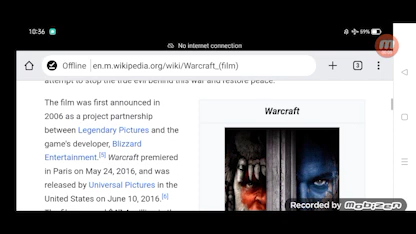 10:36
59%
No internet connection
Offline en.m.wikipedia.org/wiki/Warcraft_(film)
3
attempt to stop the true evil behind this war and restore peace.
The film was first announced in
2006 as a project partnership
between Legendary Pictures and the
game's developer, Blizzard
Entertainment.[5] Warcraft premiered
in Paris on May 24, 2016, and was
released by Universal Pictures in the
United States on June 10, 2016.[6]
Warcraft
Recorded by Mobizen